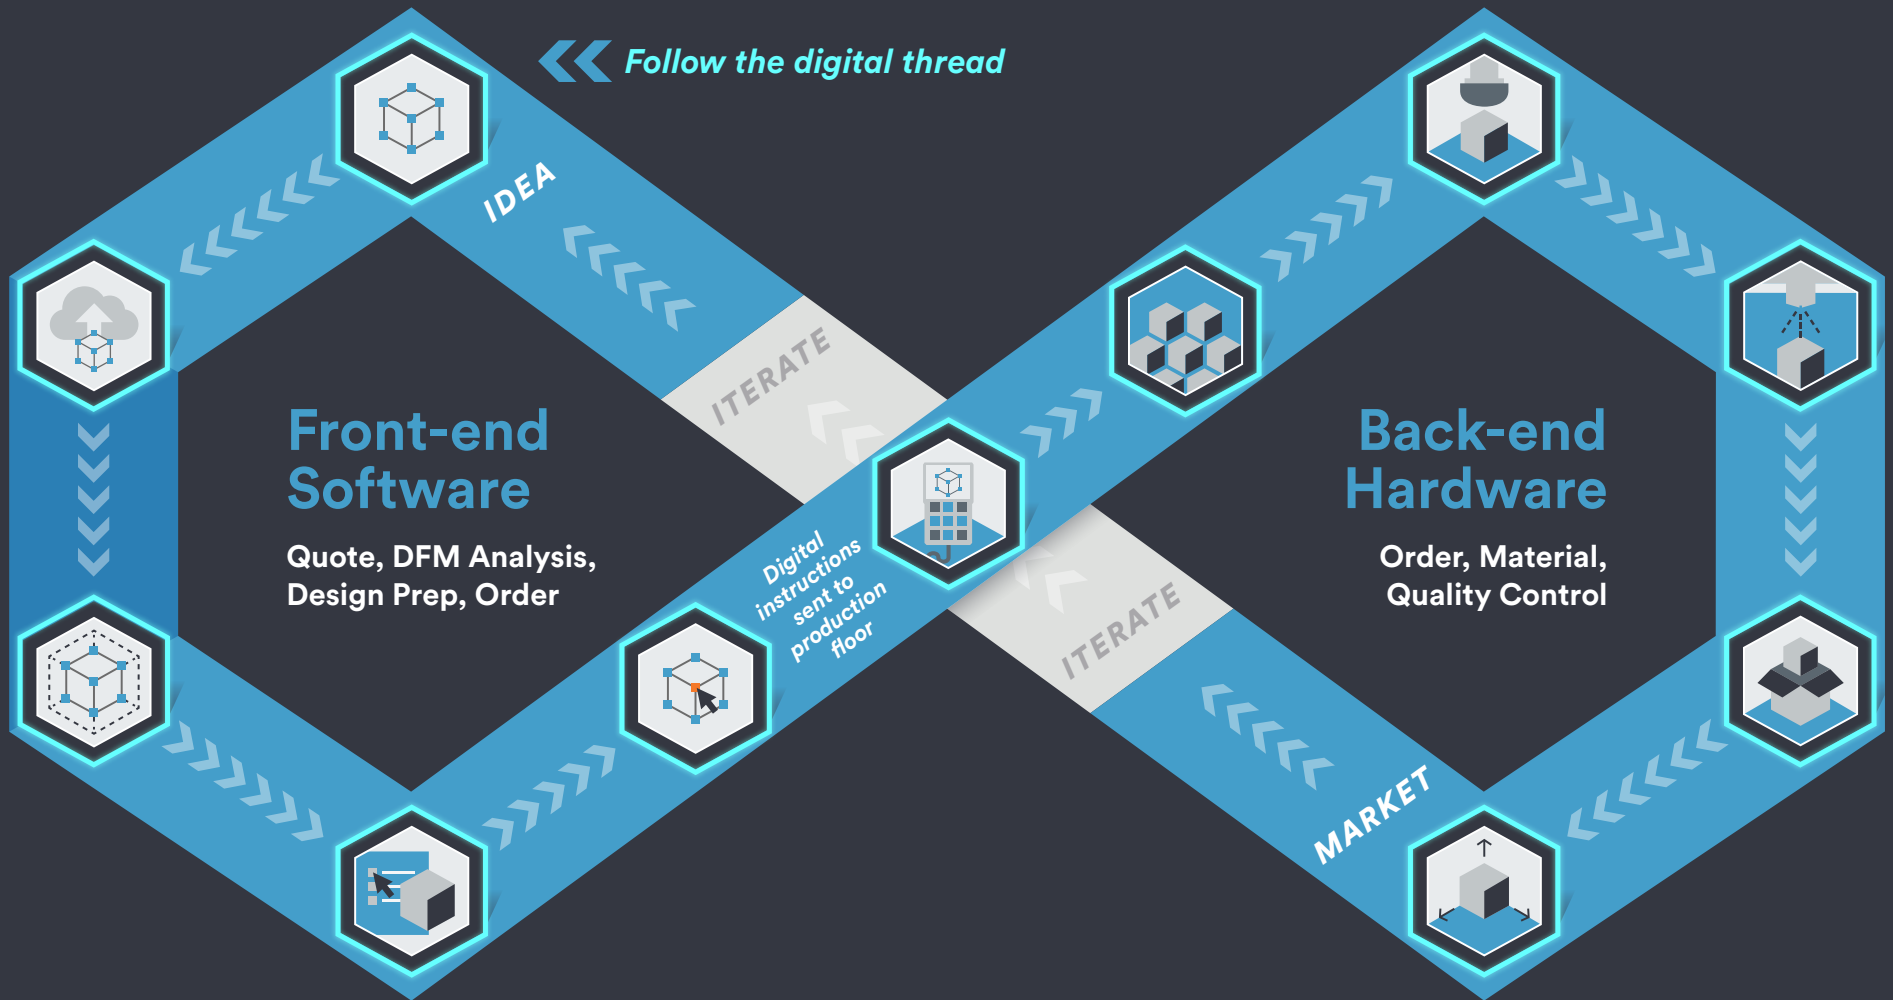 Follow the digital thread
IDEA
ITERATE
Front-end
Software
Quote, DFM Analysis,
Design Prep, Order
Digital
instructions
sent to
production
floor
Back-end
Hardware
Order, Material,
Quality Control
ITERATE
MARKET